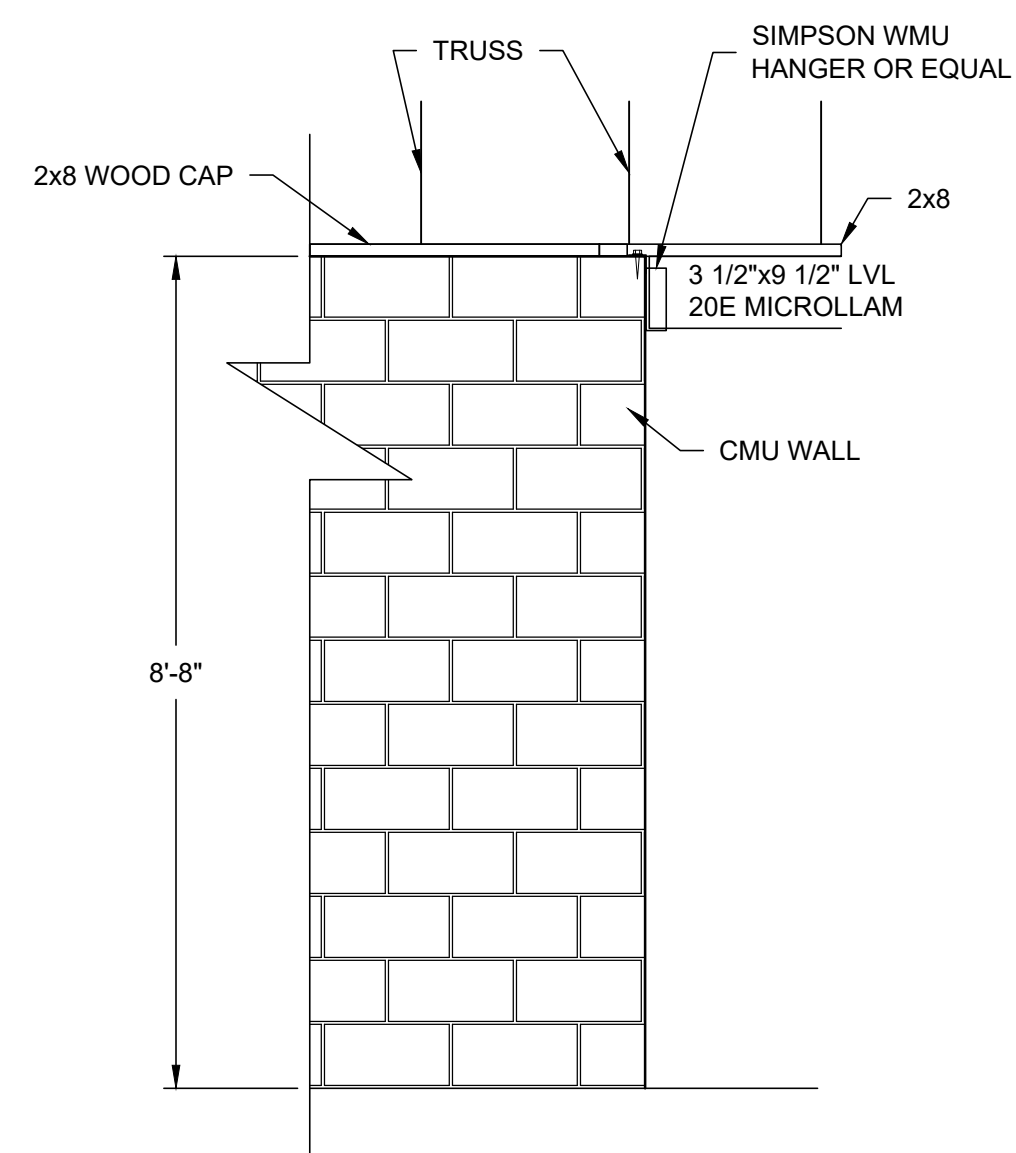 SIMPSON WMU
HANGER OR EQUAL
TRUSS
2x8 WOOD CAP
2x8
3 1/2"x9 1/2" LVL
20E MICROLLAM
CMU WALL
8'-8"